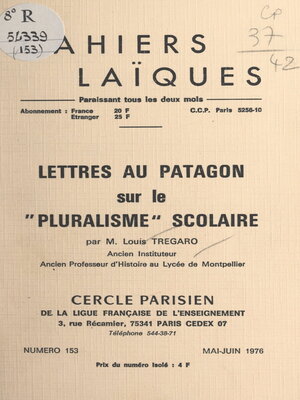 8° R
54339
(153)
CP
37
42
AHIERS
LAÏQUES
Paraissant tous les deux mois
Abonnement : France 20 F
Etranger 25 F
C.C.P. Paris 5256-10
LETTRES AU PATAGON
sur le
"PLURALISME" SCOLAIRE
par M. Louis TREGARO
Ancien Instituteur
Ancien Professeur d'Histoire au Lycée de Montpellier
CERCLE PARISIEN
DE LA LIGUE FRANÇAISE DE L'ENSEIGNEMENT
3, rue Récamier, 75341 PARIS CEDEX 07
Téléphone 544-38-71
NUMERO 153
MAI-JUIN 1976
Prix du numéro isolé : 4 F